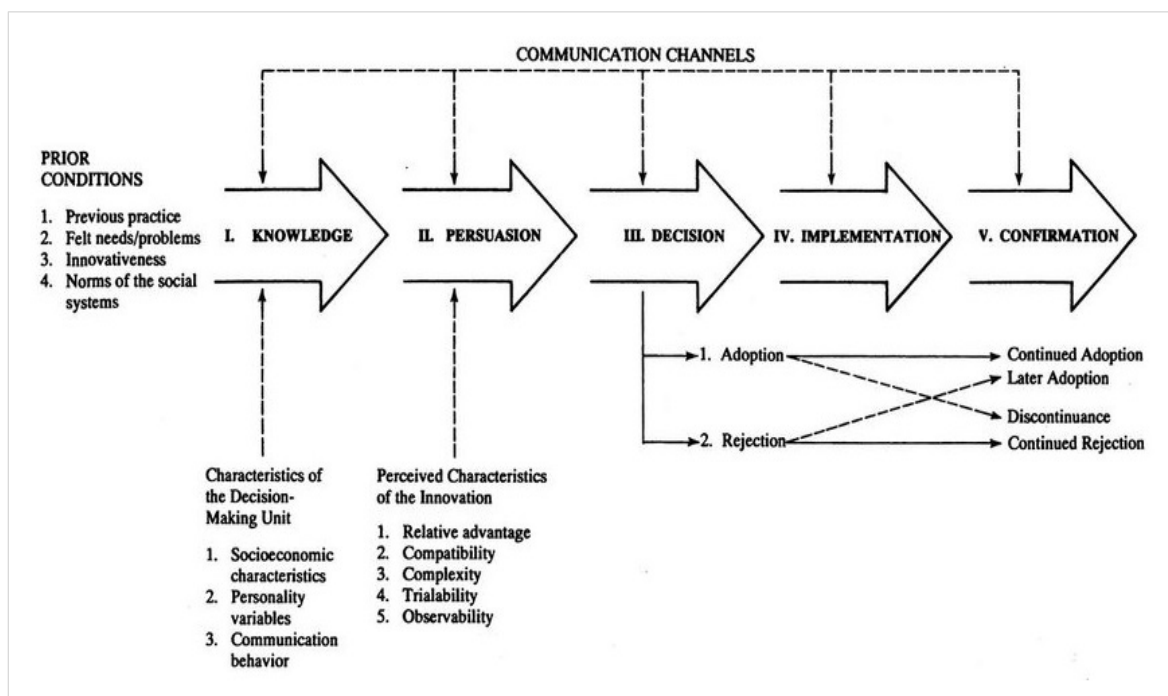 COMMUNICATION CHANNELS
PRIOR
CONDITIONS
1. Previous practice
2. Felt needs/problems
3. Innovativeness
4. Norms of the social
systems
I. KNOWLEDGE
II. PERSUASION
III. DECISION
IV. IMPLEMENTATION
V. CONFIRMATION
1. Adoption
2. Rejection
Continued Adoption
Later Adoption
Discontinuance
Continued Rejection
Characteristics of
the Decision-
Making Unit
1. Socioeconomic
characteristics
2. Personality
variables
3. Communication
behavior
Perceived Characteristics
of the Innovation
1. Relative advantage
2. Compatibility
3. Complexity
4. Trialability
5. Observability